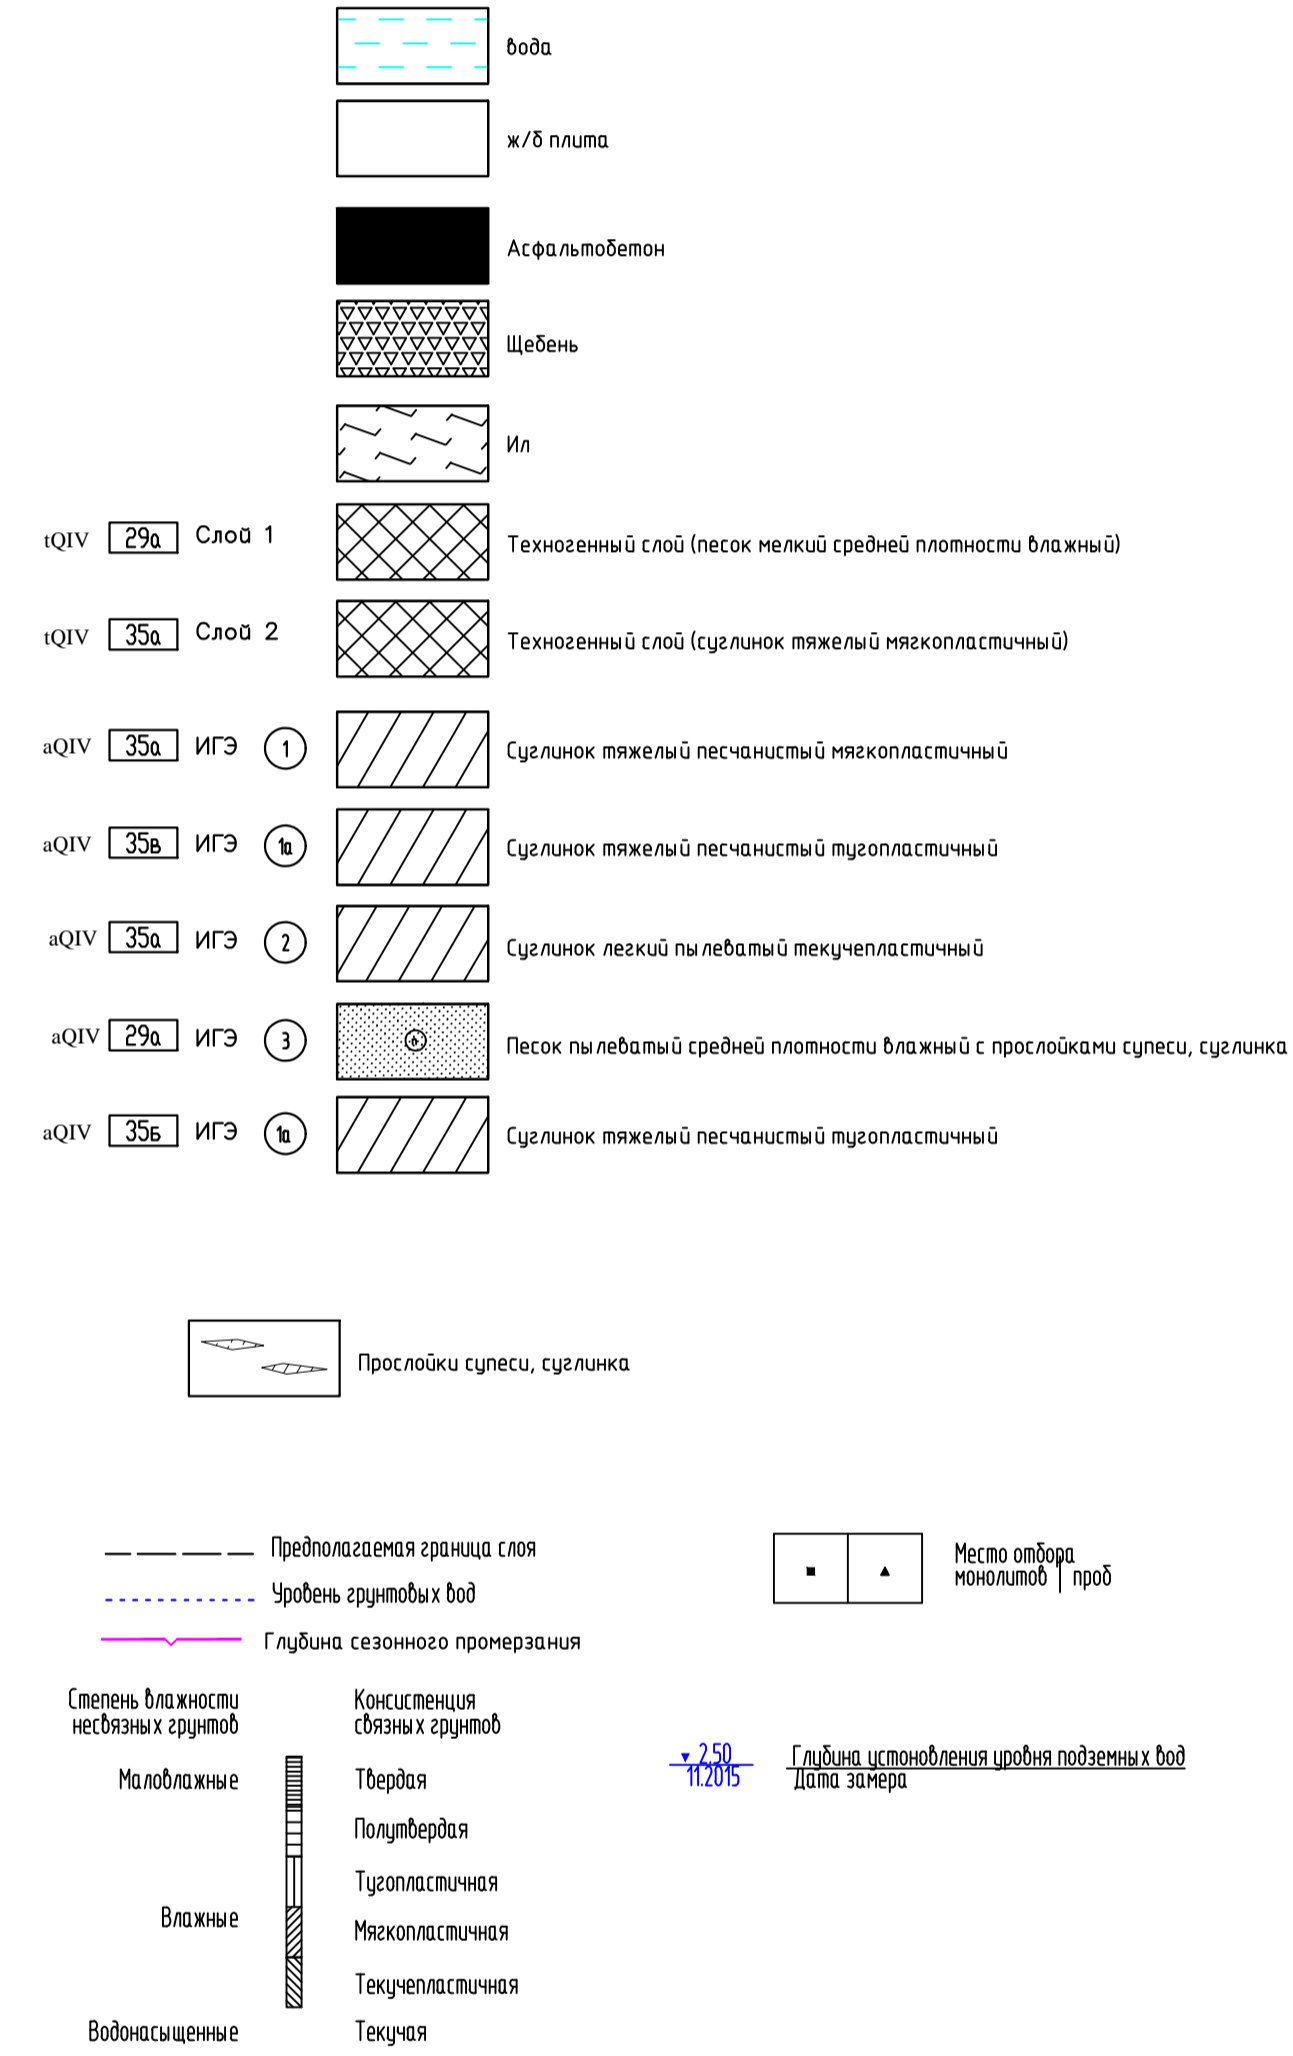 вода
ж/б плита
Асфальтобетон
Щебень
Ил
tQIV 29а Слой 1 Техногенный слой (песок мелкий средней плотности влажный)
tQIV 35а Слой 2 Техногенный слой (суглинок тяжелый мягкопластичный)
aQIV 35а ИГЭ 1 Суглинок тяжелый песчанистый мягкопластичный
aQIV 35в ИГЭ 1а Суглинок тяжелый песчанистый тугопластичный
aQIV 35а ИГЭ 2 Суглинок легкий пылеватый текучепластичный
aQIV 29а ИГЭ 3 Песок пылеватый средней плотности влажный с прослойками супеси, суглинка
aQIV 35Б ИГЭ 1а Суглинок тяжелый песчанистый тугопластичный
Прослойки супеси, суглинка
Предполагаемая граница слоя
Уровень грунтовых вод
Глубина сезонного промерзания
Место отбора
монолитов проб
Степень влажности
несвязных грунтов
Консистенция
связных грунтов
Маловлажные
Твердая
Полутвердая
Тугопластичная
Влажные
Мягкопластичная
Текучепластичная
Водонасыщенные
Текучая
2.50
11.2015
Глубина устоновления уровня подземных вод
Дата замера